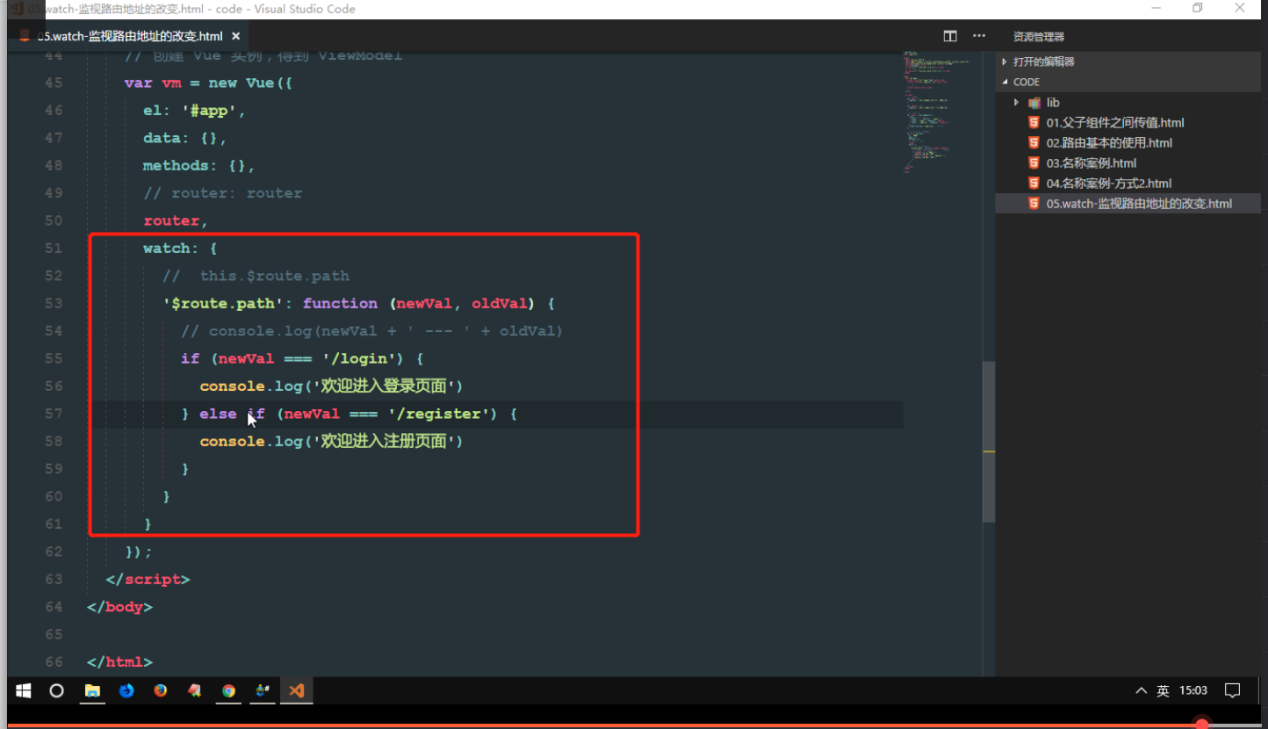 05.watch-监视路由地址的改变.html - code - Visual Studio Code
05.watch-监视路由地址的改变.html ×
44 // 创建 Vue 实例，得到 ViewModel
45 var vm = new Vue({
46 el: '#app',
47 data: {},
48 methods: {},
49 // router: router
50 router,
51 watch: {
52 //  this.$route.path
53 '$route.path': function (newVal, oldVal) {
54 // console.log(newVal + ' --- ' + oldVal)
55 if (newVal === '/login') {
56 console.log('欢迎进入登录页面')
57 } else if (newVal === '/register') {
58 console.log('欢迎进入注册页面')
59 }
60 }
61 }
62 });
63 </script>
64 </body>
65
66 </html>
资源管理器
打开的编辑器
CODE
lib
01.父子组件之间传值.html
02.路由基本的使用.html
03.名称案例.html
04.名称案例-方式2.html
05.watch-监视路由地址的改变.html
英 15:03